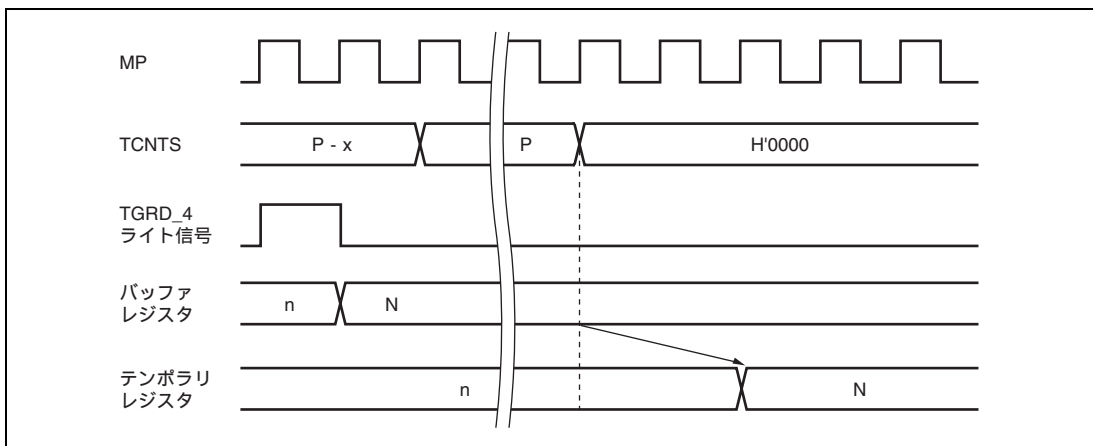 MP
TCNTS
P - x
P
H'0000
TGRD_4
ライト信号
バッファ
レジスタ
n
N
テンポラリ
レジスタ
n
N